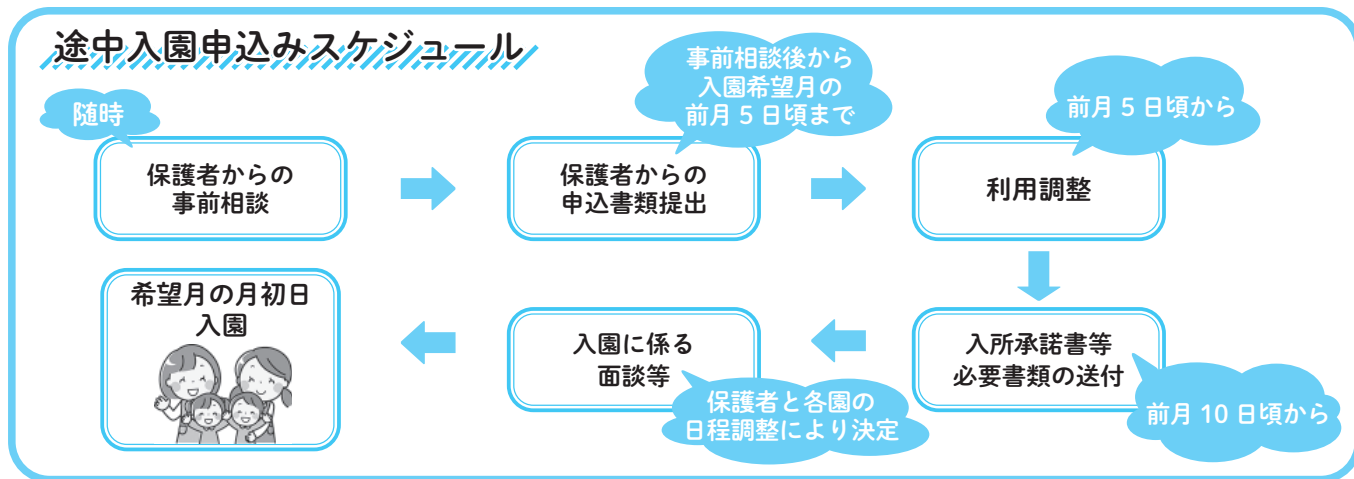 途中入園申込みスケジュール
随時
保護者からの
事前相談
事前相談後から
入園希望月の
前月5日頃まで
保護者からの
申込書類提出
前月5日頃から
利用調整
入所承諾書等
必要書類の送付
前月10日頃から
入園に係る
面談等
保護者と各園の
日程調整により決定
希望月の月初日
入園